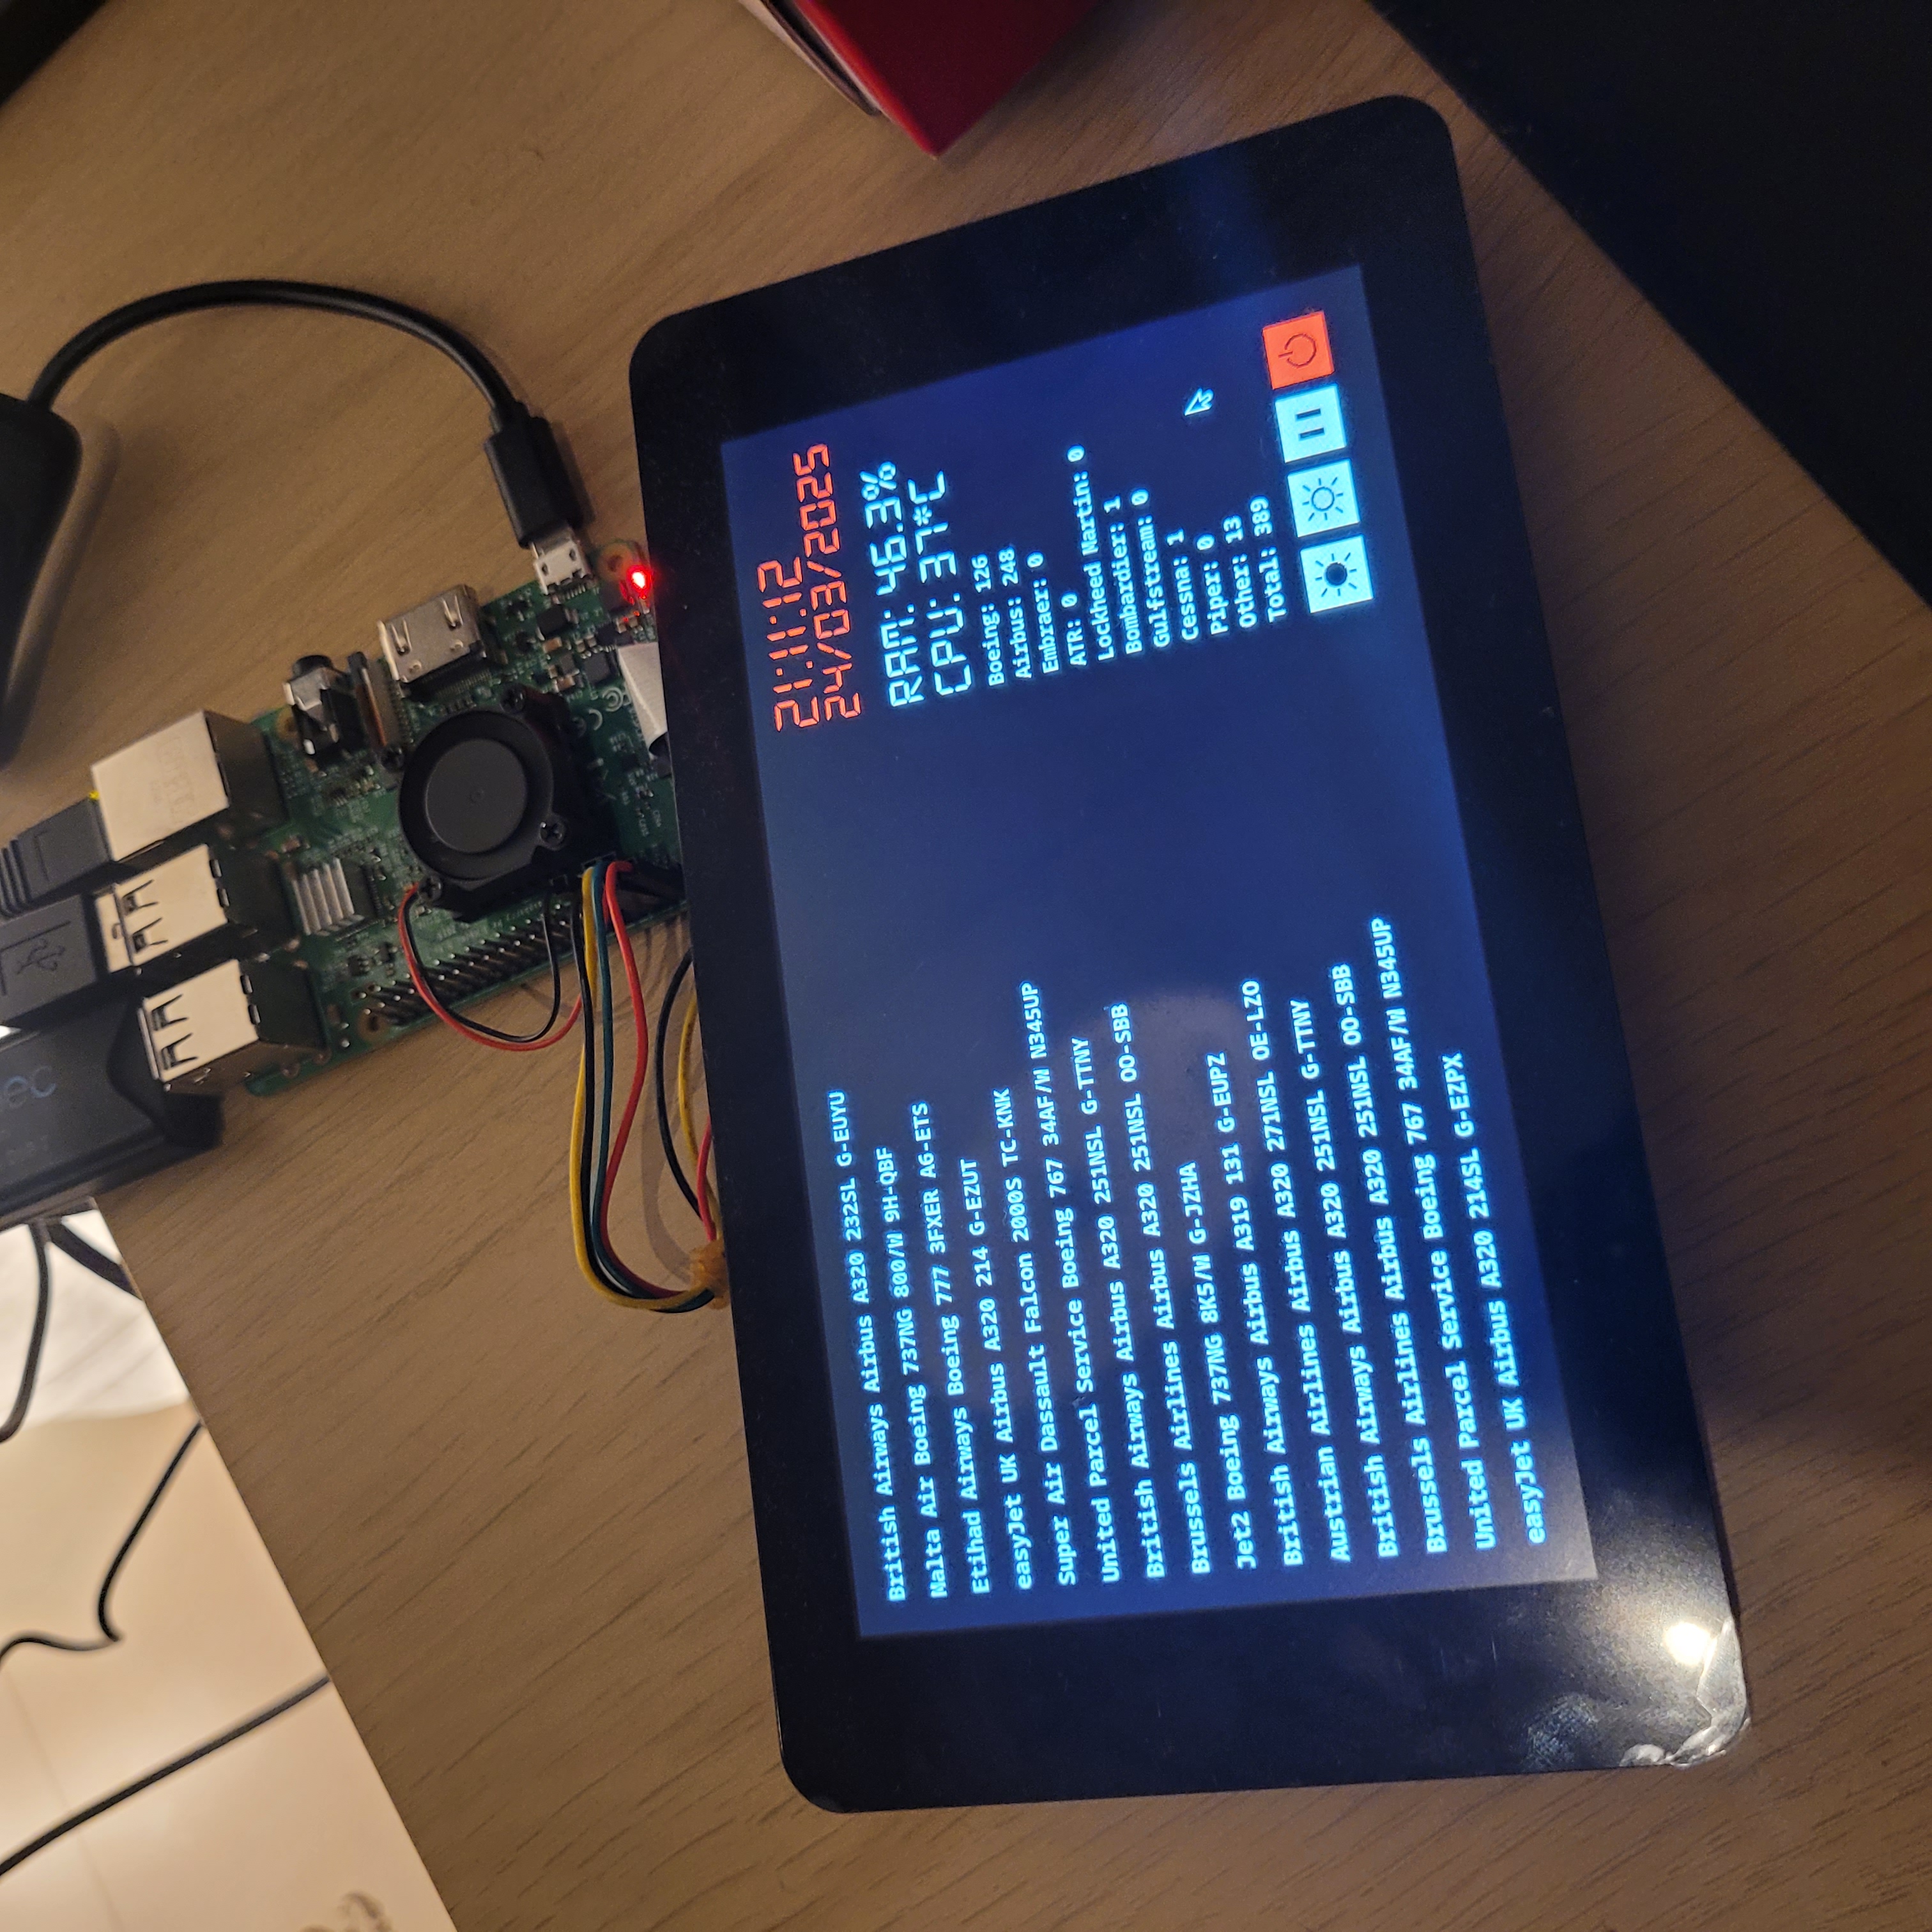 British Airways Airbus A320 232SL G-EUYU
Malta Air Boeing 737NG 800/W 9H-QBF
Etihad Airways Boeing 777 3FXER A6-ETS
easyJet UK Airbus A320 214 G-EZUT
Super Air Dassault Falcon 2000S TC-KNK
United Parcel Service Boeing 767 34AF/W N345UP
British Airways Airbus A320 251NSL G-TTNY
Brussels Airlines Airbus A320 251NSL OO-SBB
Jet2 Boeing 737NG 8K5/W G-JZHA
British Airways Airbus A319 131 G-EUPZ
Austrian Airlines Airbus A320 271NSL OE-LZO
British Airways Airbus A320 251NSL G-TTNY
Brussels Airlines Airbus A320 251NSL OO-SBB
United Parcel Service Boeing 767 34AF/W N345UP
easyJet UK Airbus A320 214SL G-EZPX
21:11:12
24/03/2025
RAM: 46.3%
CPU: 37*C
Boeing: 126
Airbus: 248
Embraer: 0
ATR: 0
Lockheed Martin: 0
Bombardier: 1
Gulfstream: 0
Cessna: 1
Piper: 0
Other: 13
Total: 389